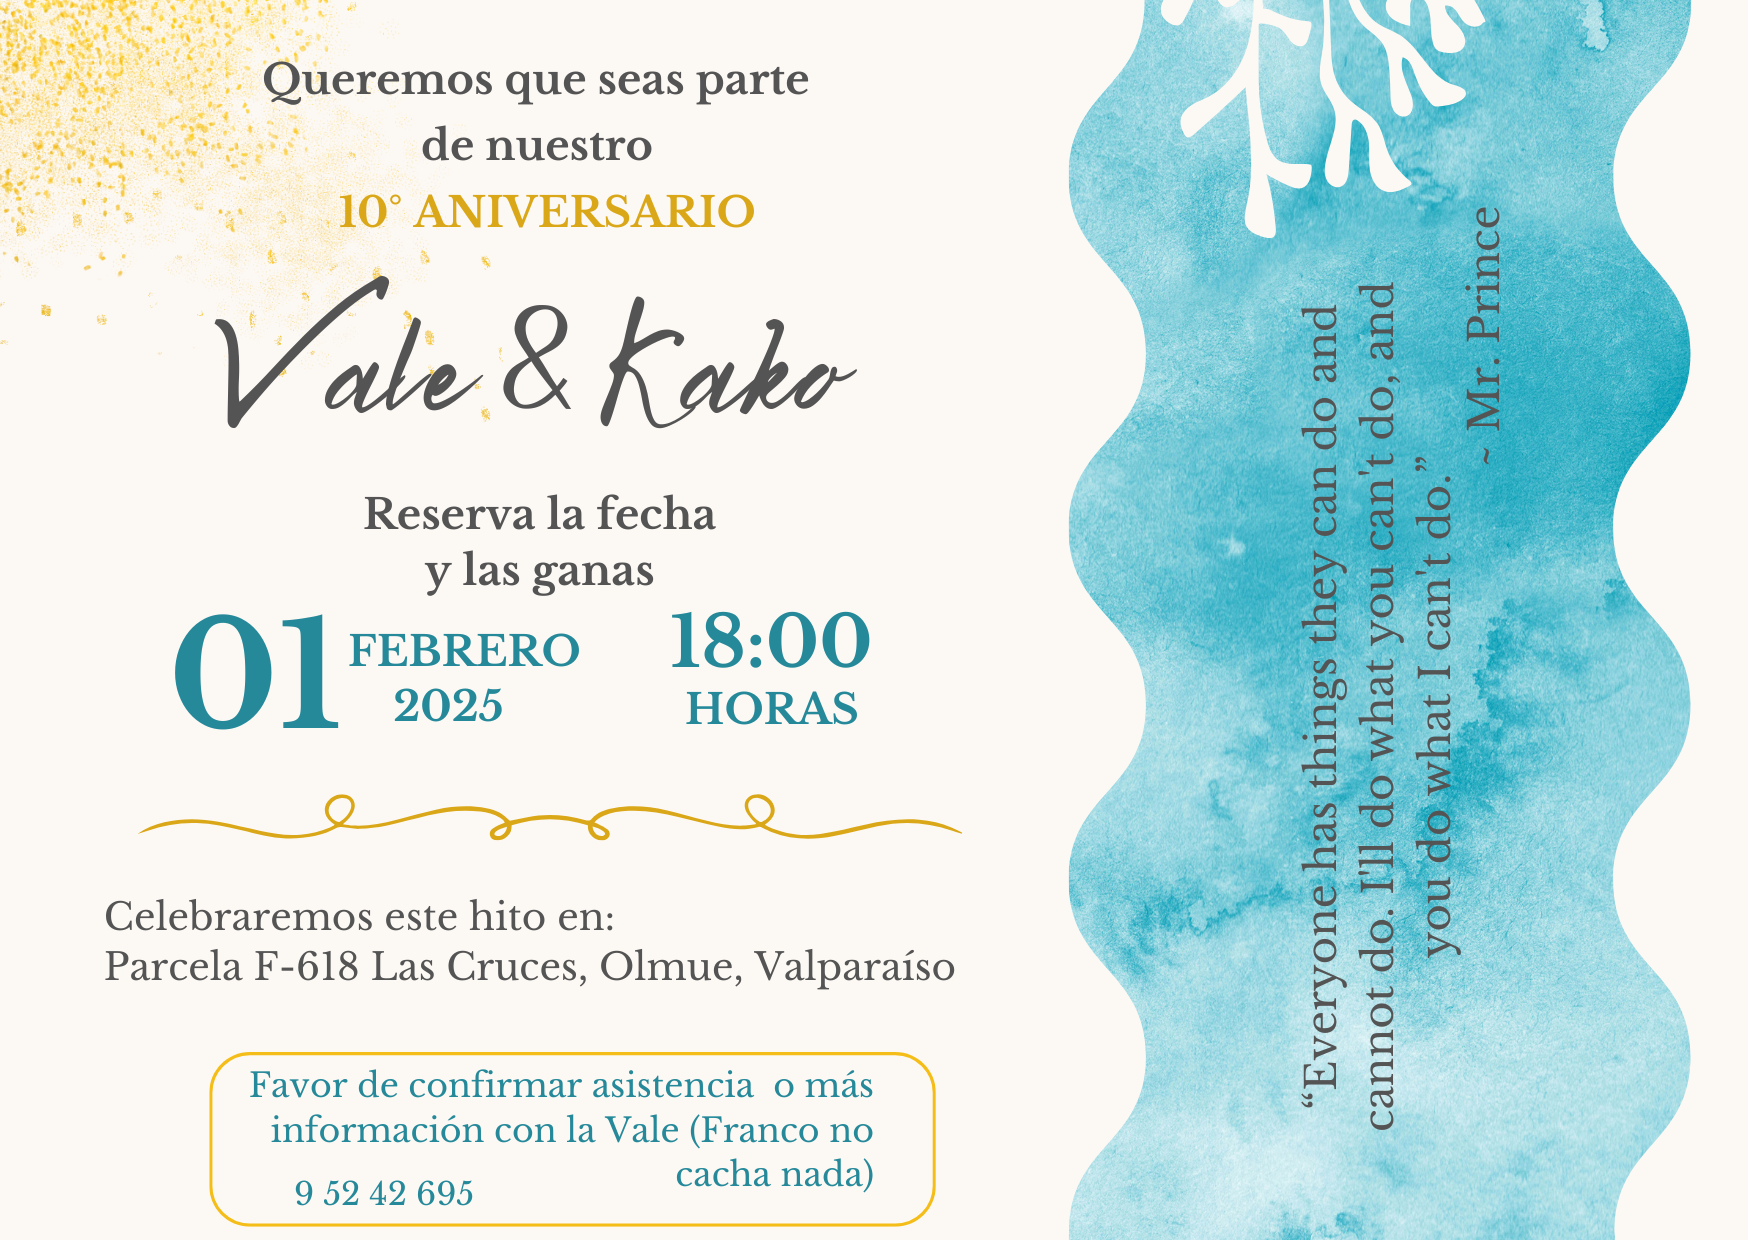 Queremos que seas parte
de nuestro
10° ANIVERSARIO
Vale & Kako
Reserva la fecha
y las ganas
01
FEBRERO
2025
18:00
HORAS
Celebraremos este hito en:
Parcela F-618 Las Cruces, Olmue, Valparaíso
Favor de confirmar asistencia  o más
información con la Vale (Franco no
cacha nada)
9 52 42 695
“Everyone has things they can do and
cannot do. I'll do what you can't do, and
you do what I can't do.”
~ Mr. Prince